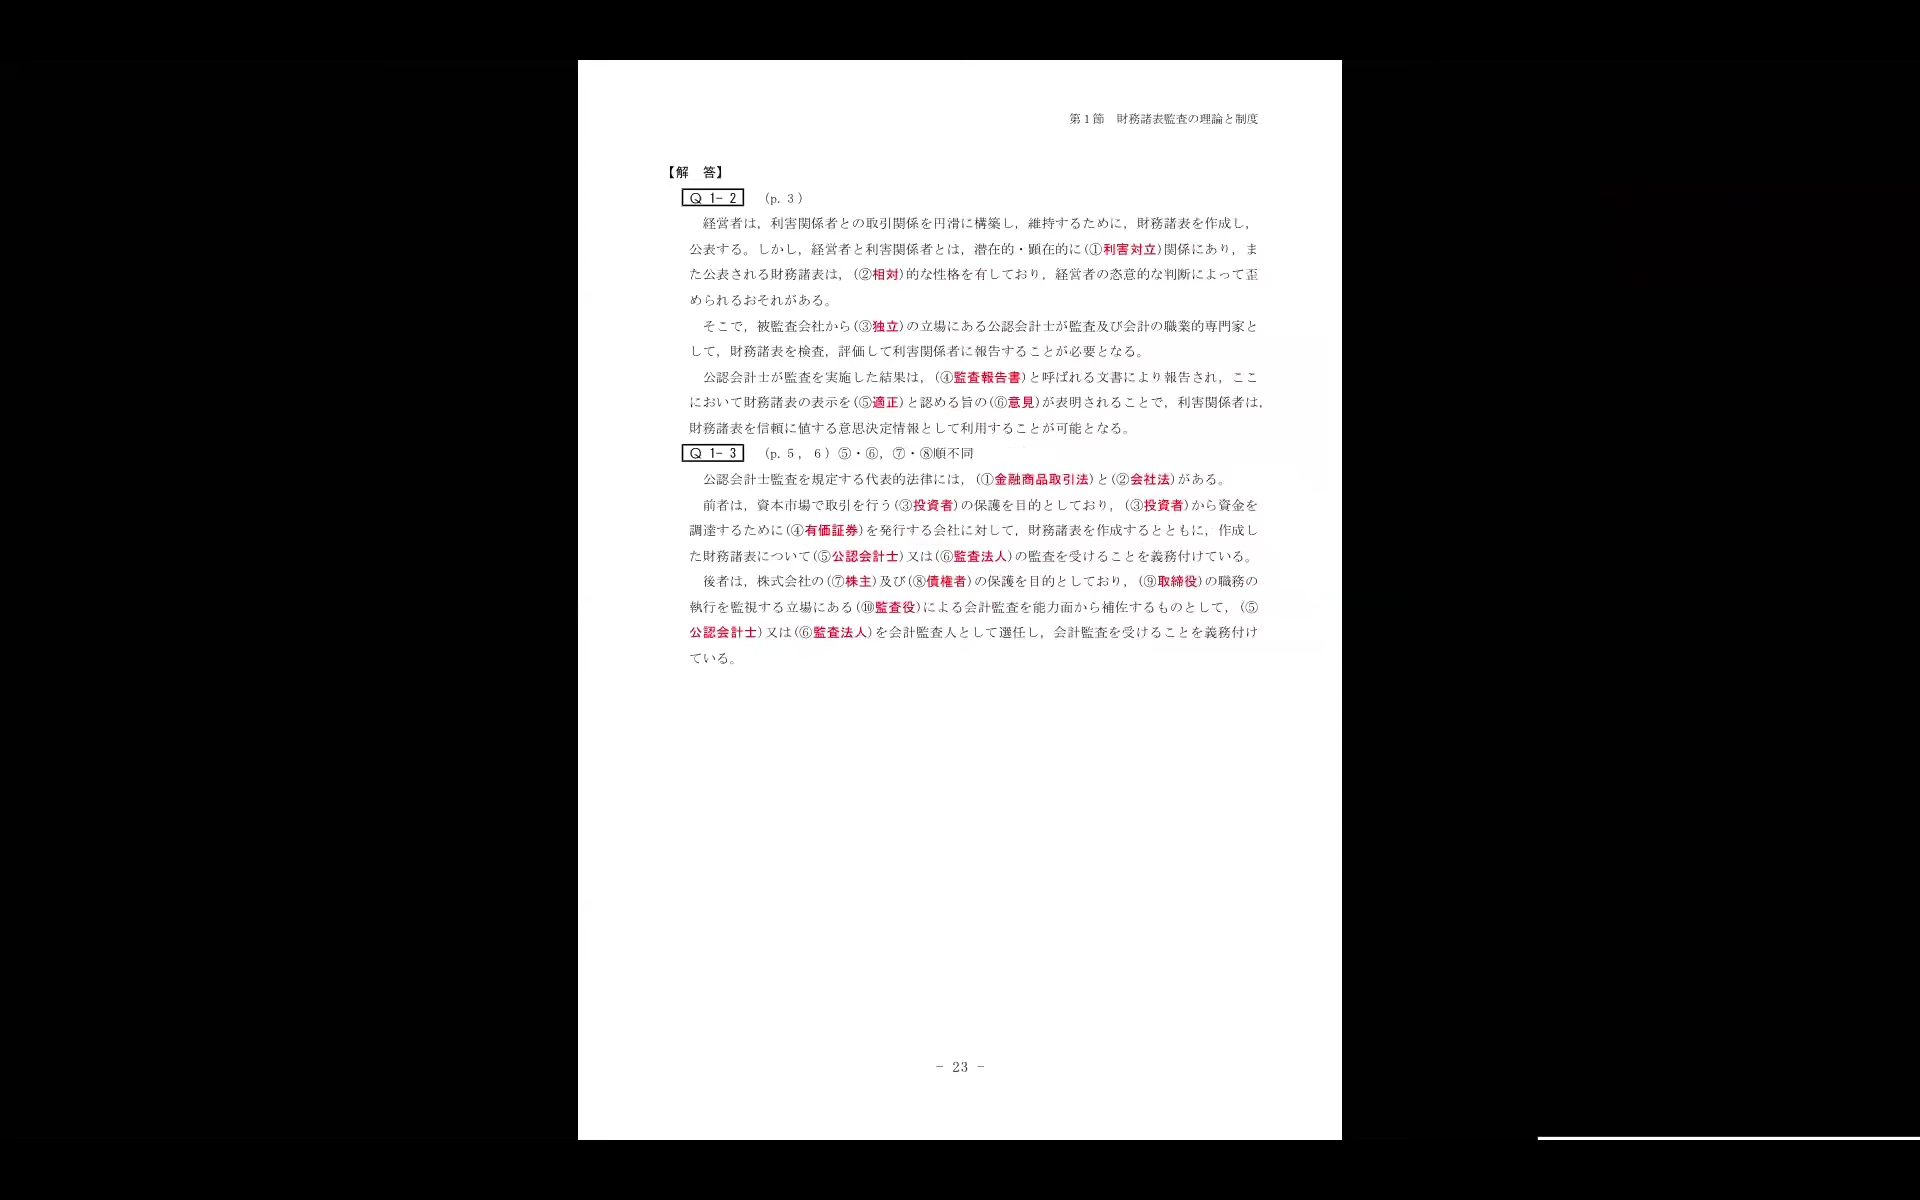 第１節　財務諸表監査の理論と制度
【解　答】
Ｑ 1- 2　（p. 3 ）
経営者は，利害関係者との取引関係を円滑に構築し，維持するために，財務諸表を作成し，
公表する。しかし，経営者と利害関係者とは，潜在的・顕在的に(①利害対立)関係にあり，ま
た公表される財務諸表は，(②相対)的な性格を有しており，経営者の恣意的な判断によって歪
められるおそれがある。
そこで，被監査会社から(③独立)の立場にある公認会計士が監査及び会計の職業的専門家と
して，財務諸表を検査，評価して利害関係者に報告することが必要となる。
公認会計士が監査を実施した結果は，(④監査報告書)と呼ばれる文書により報告され，ここ
において財務諸表の表示を(⑤適正)と認める旨の(⑥意見)が表明されることで，利害関係者は，
財務諸表を信頼に値する意思決定情報として利用することが可能となる。
Ｑ 1- 3　（p. 5 ， 6 ）⑤・⑥，⑦・⑧順不同
公認会計士監査を規定する代表的法律には，(①金融商品取引法)と(②会社法)がある。
前者は，資本市場で取引を行う(③投資者)の保護を目的としており，(③投資者)から資金を
調達するために(④有価証券)を発行する会社に対して，財務諸表を作成するとともに，作成し
た財務諸表について(⑤公認会計士)又は(⑥監査法人)の監査を受けることを義務付けている。
後者は，株式会社の(⑦株主)及び(⑧債権者)の保護を目的としており，(⑨取締役)の職務の
執行を監視する立場にある(⑩監査役)による会計監査を能力面から補佐するものとして，(⑤
公認会計士)又は(⑥監査法人)を会計監査人として選任し，会計監査を受けることを義務付け
ている。
- 23 -